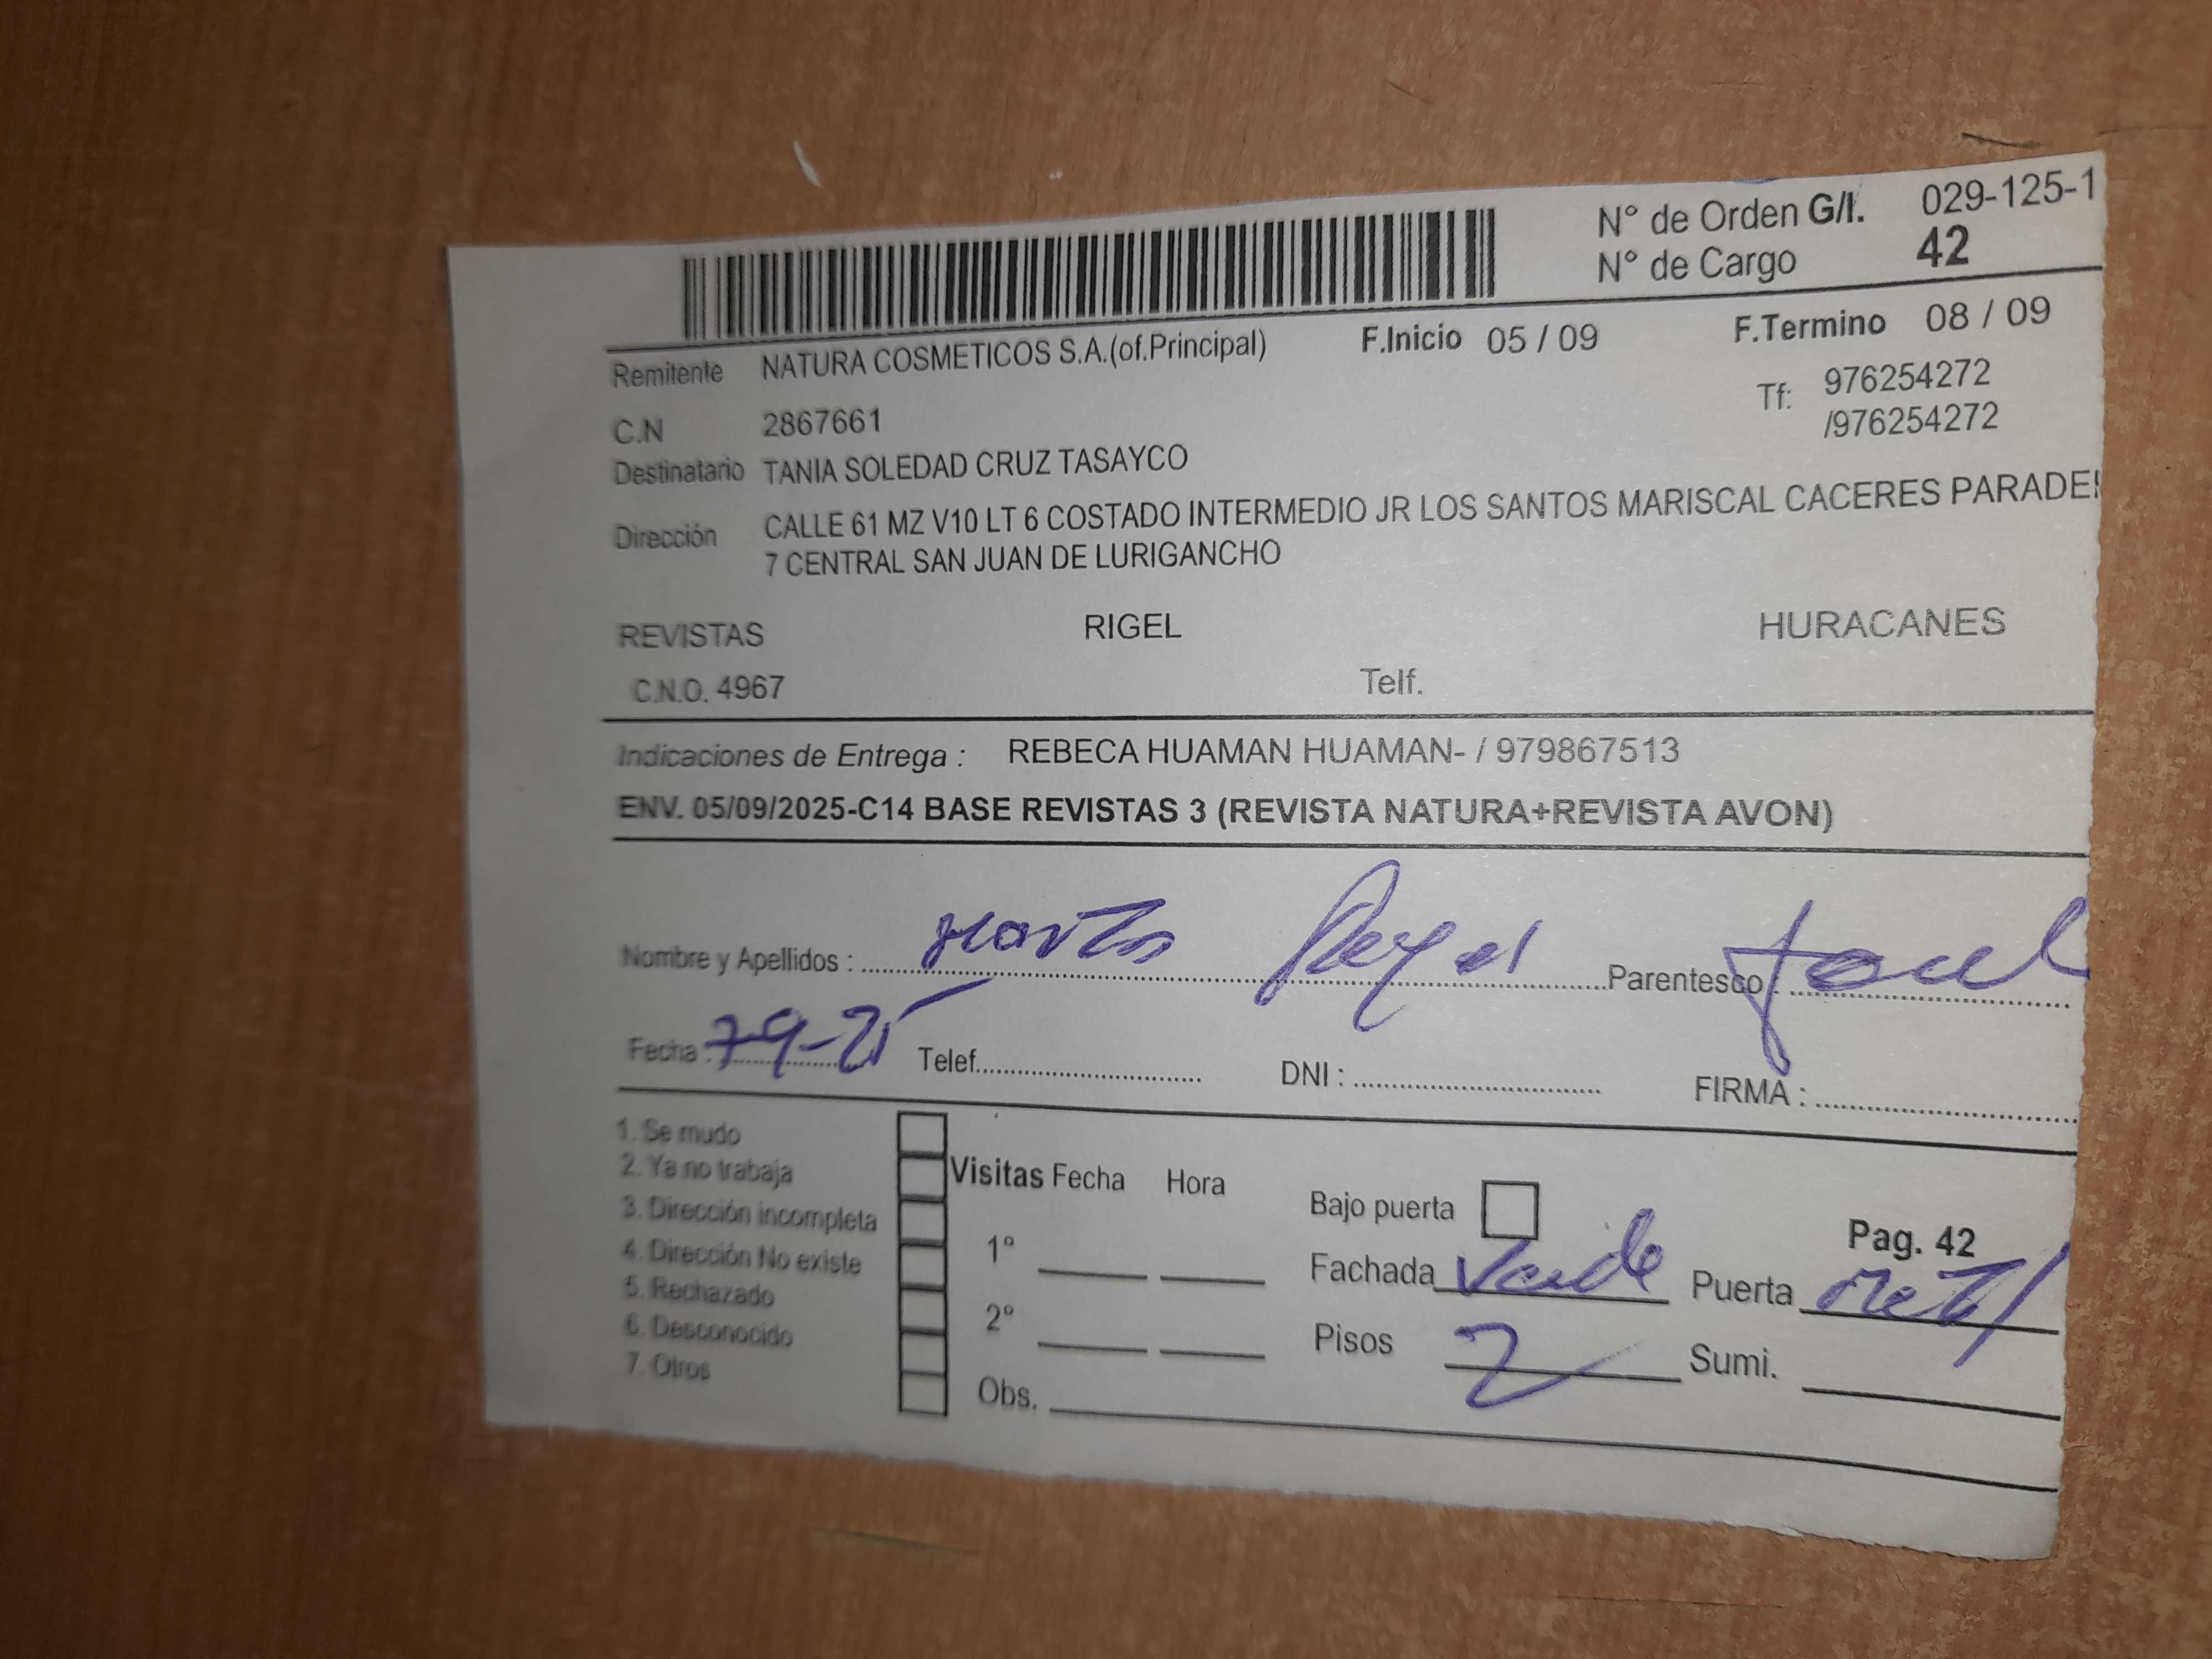 N° de Orden G/I. 029-125-1
N° de Cargo 42
F.Inicio 05 / 09 F.Termino 08 / 09
Remitente NATURA COSMETICOS S.A.(of.Principal)
Tf: 976254272
/976254272
C.N 2867661
Destinatario TANIA SOLEDAD CRUZ TASAYCO
Dirección CALLE 61 MZ V10 LT 6 COSTADO INTERMEDIO JR LOS SANTOS MARISCAL CACERES PARADE
7 CENTRAL SAN JUAN DE LURIGANCHO
REVISTAS RIGEL HURACANES
C.N.O. 4967 Telf.
Indicaciones de Entrega : REBECA HUAMAN HUAMAN- / 979867513
ENV. 05/09/2025-C14 BASE REVISTAS 3 (REVISTA NATURA+REVISTA AVON)
Nombre y Apellidos : Parentesco :
Fecha : 7-9-25 Telef. DNI : FIRMA :
1. Se mudo
2. Ya no trabaja
3. Dirección incompleta
4. Dirección No existe
5. Rechazado
6. Desconocido
7. Otros
Visitas Fecha Hora
1°
2°
Obs.
Bajo puerta
Pag. 42
Fachada Verde Puerta Metal
Pisos 2 Sumi.